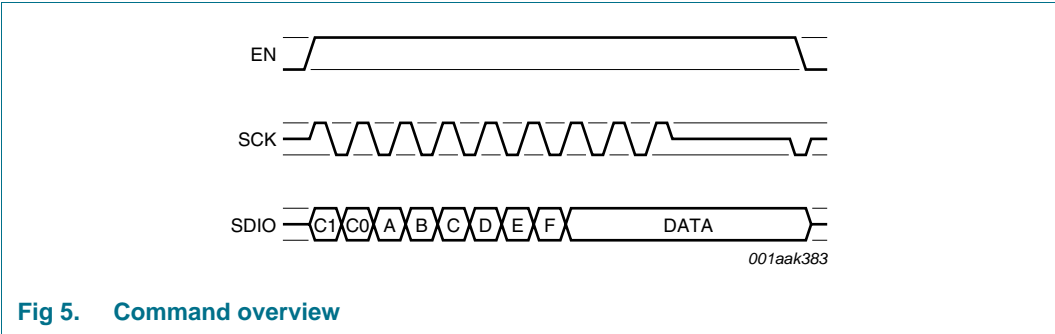 EN
SCK
SDIO C1 C0 A B C D E F DATA
001aak383
Fig 5. Command overview